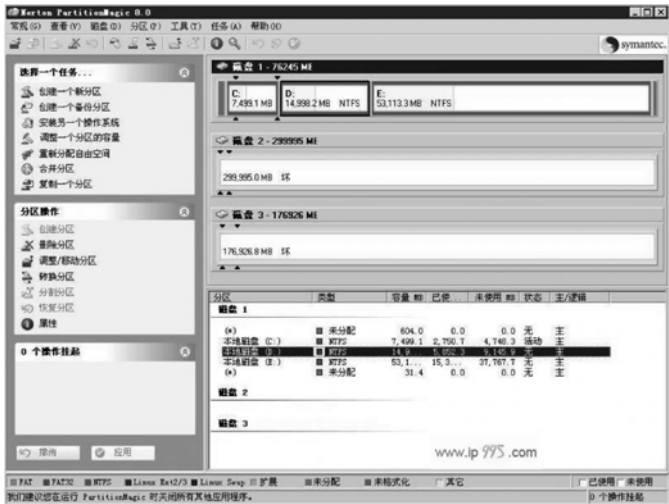 Norton PartitionMagic 8.0
常规(G) 查看(V) 磁盘(D) 分区(P) 工具(T) 任务(A) 帮助(H)
symantec.
选择一个任务...
创建一个新分区
创建一个备份分区
安装另一个操作系统
调整一个分区的容量
重新分配自由空间
合并分区
复制一个分区
分区操作
创建分区
删除分区
调整/移动分区
转换分区
分割分区
恢复分区
属性
0 个操作挂起
撤消
应用
磁盘 1 - 76245 MB
C: D: E:
7,499.1 MB 14,998.2 MB NTFS 53,113.3 MB NTFS
磁盘 2 - 299995 MB
299,995.0 MB 坏
磁盘 3 - 176926 MB
176,926.8 MB 坏
分区 类型 容量 MB 已使... 未使用 MB 状态 主/逻辑
磁盘 1
(*) 未分配 604.0 0.0 0.0 无 主
本地磁盘 (C:) NTFS 7,499.1 2,750.7 4,748.3 活动 主
本地磁盘 (D:) NTFS 14,9... 5,852.3 9,145.9 无 主
本地磁盘 (E:) NTFS 53,1... 15,3... 37,767.7 无 主
(*) 未分配 31.4 0.0 0.0 无 主
磁盘 2
磁盘 3
www.ip995.com
FAT FAT32 NTFS Linux Ext2/3 Linux Swap 扩展 未分配 未格式化 其它 已使用 未使用
我们建议您在运行 PartitionMagic 时关闭所有其他应用程序。 0 个操作挂起